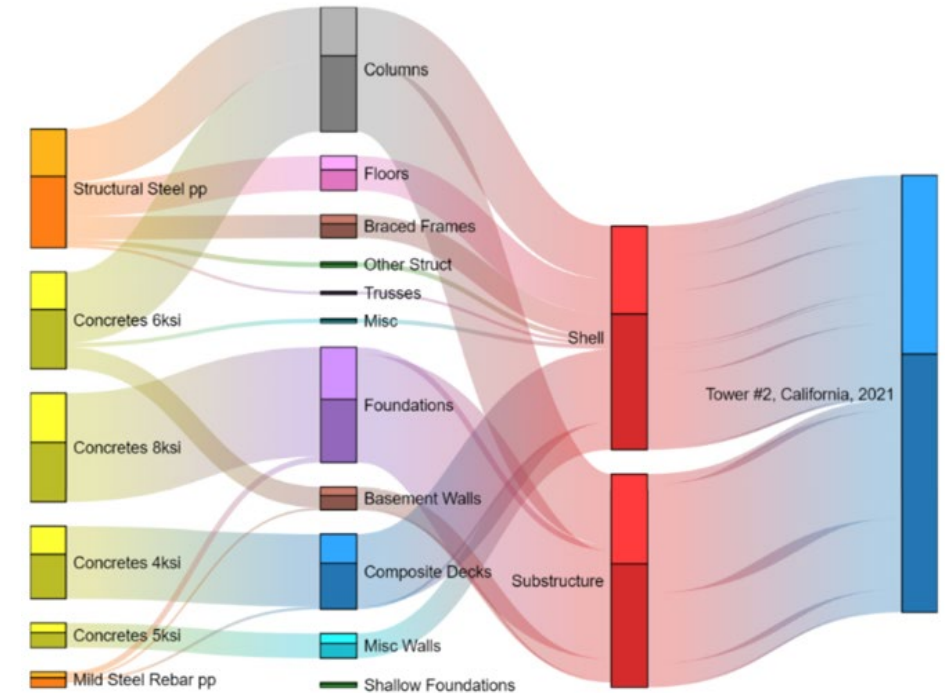 Structural Steel pp
Concretes 6ksi
Concretes 8ksi
Concretes 4ksi
Concretes 5ksi
Mild Steel Rebar pp
Columns
Floors
Braced Frames
Other Struct
Trusses
Misc
Foundations
Basement Walls
Composite Decks
Misc Walls
Shallow Foundations
Shell
Substructure
Tower #2, California, 2021